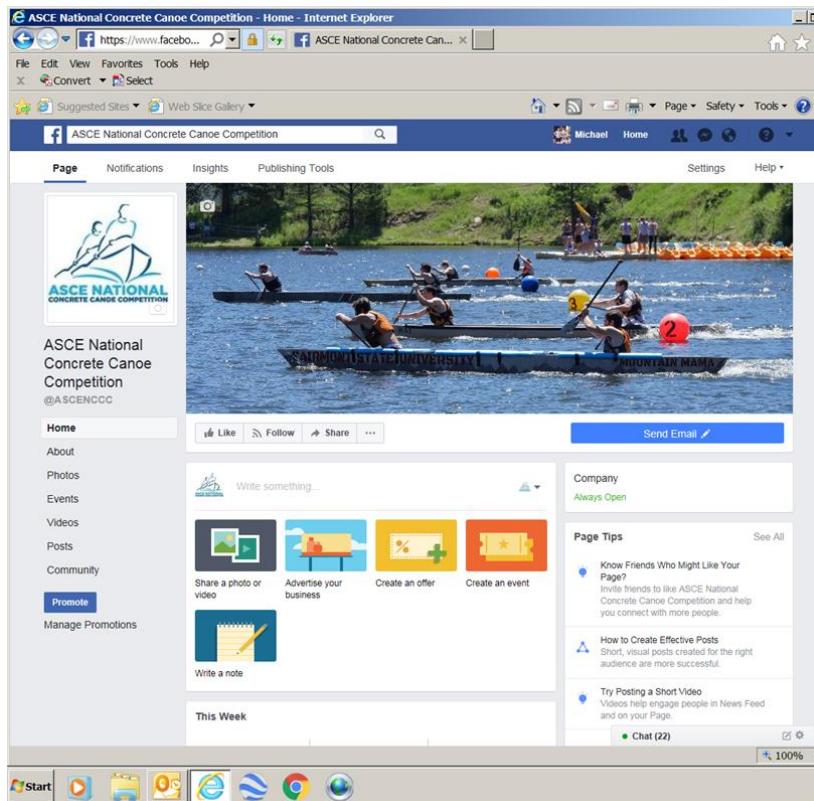 ASCE National Concrete Canoe Competition - Home - Internet Explorer
https://www.facebo...
ASCE National Concrete Can...
File Edit View Favorites Tools Help
X Convert Select
Suggested Sites Web Slice Gallery
Page Safety Tools
ASCE National Concrete Canoe Competition
Michael Home
Page Notifications Insights Publishing Tools Settings Help
ASCE NATIONAL
CONCRETE CANOE COMPETITION
3
2
FAIRMONT STATE UNIVERSITY MOUNTAIN MAMA
ASCE National
Concrete Canoe
Competition
@ASCENCCC
Home
About
Photos
Events
Videos
Posts
Community
Promote
Manage Promotions
Like Follow Share ...
Send Email
ASCE NATIONAL
Write something...
Share a photo or
video
Advertise your
business
%
Create an offer
Create an event
Write a note
This Week
Company
Always Open
Page Tips See All
Know Friends Who Might Like Your
Page?
Invite friends to like ASCE National
Concrete Canoe Competition and help
you connect with more people.
How to Create Effective Posts
Short, visual posts created for the right
audience are more successful.
Try Posting a Short Video
Videos help engage people in News Feed
and on your Page.
Chat (22)
100%
Start